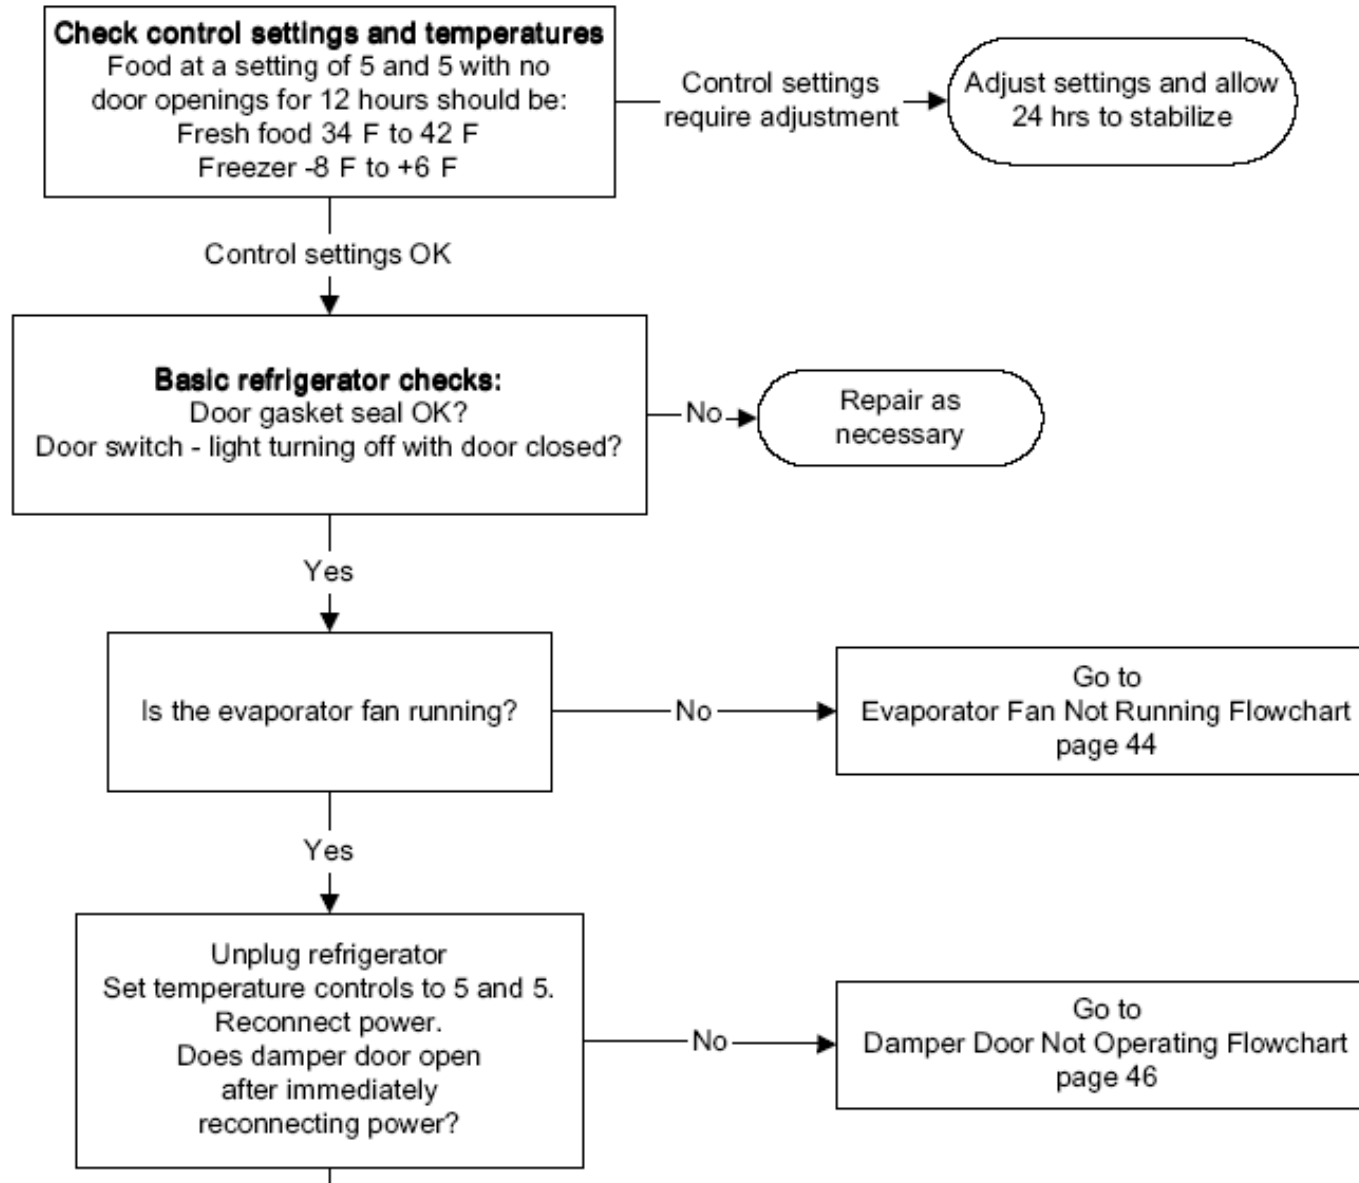 Check control settings and temperatures
Food at a setting of 5 and 5 with no
door openings for 12 hours should be:
Fresh food 34 F to 42 F
Freezer -8 F to +6 F
Control settings
require adjustment
Adjust settings and allow
24 hrs to stabilize
Control settings OK
Basic refrigerator checks:
Door gasket seal OK?
Door switch - light turning off with door closed?
No
Repair as
necessary
Yes
Is the evaporator fan running?
No
Go to
Evaporator Fan Not Running Flowchart
page 44
Yes
Unplug refrigerator
Set temperature controls to 5 and 5.
Reconnect power.
Does damper door open
after immediately
reconnecting power?
No
Go to
Damper Door Not Operating Flowchart
page 46